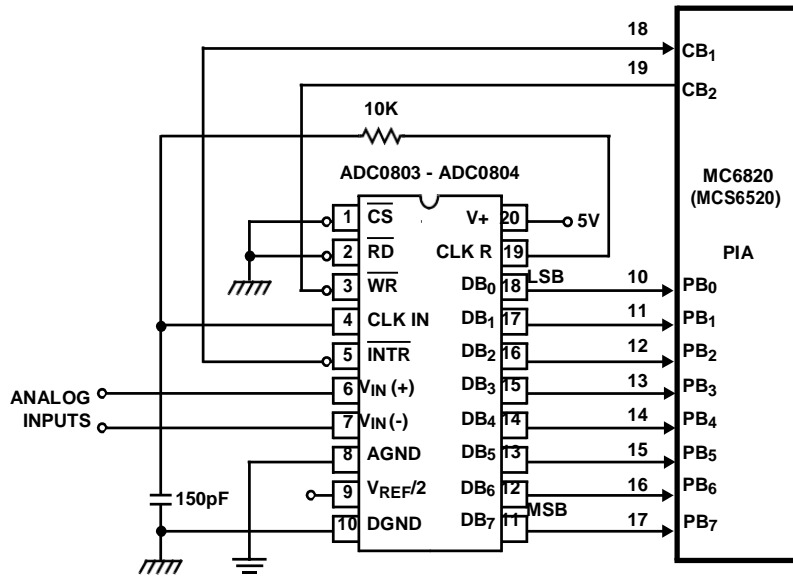 18
CB1
19
CB2
10K
ADC0803 - ADC0804
MC6820
(MCS6520)
PIA
1 CS V+ 20 5V
2 RD CLK R 19
3 WR DB0 18 LSB 10 PB0
4 CLK IN DB1 17 11 PB1
5 INTR DB2 16 12 PB2
6 VIN (+) DB3 15 13 PB3
ANALOG
INPUTS
7 VIN (-) DB4 14 14 PB4
8 AGND DB5 13 15 PB5
150pF
9 VREF/2 DB6 12 16 PB6
10 DGND DB7 11 MSB 17 PB7